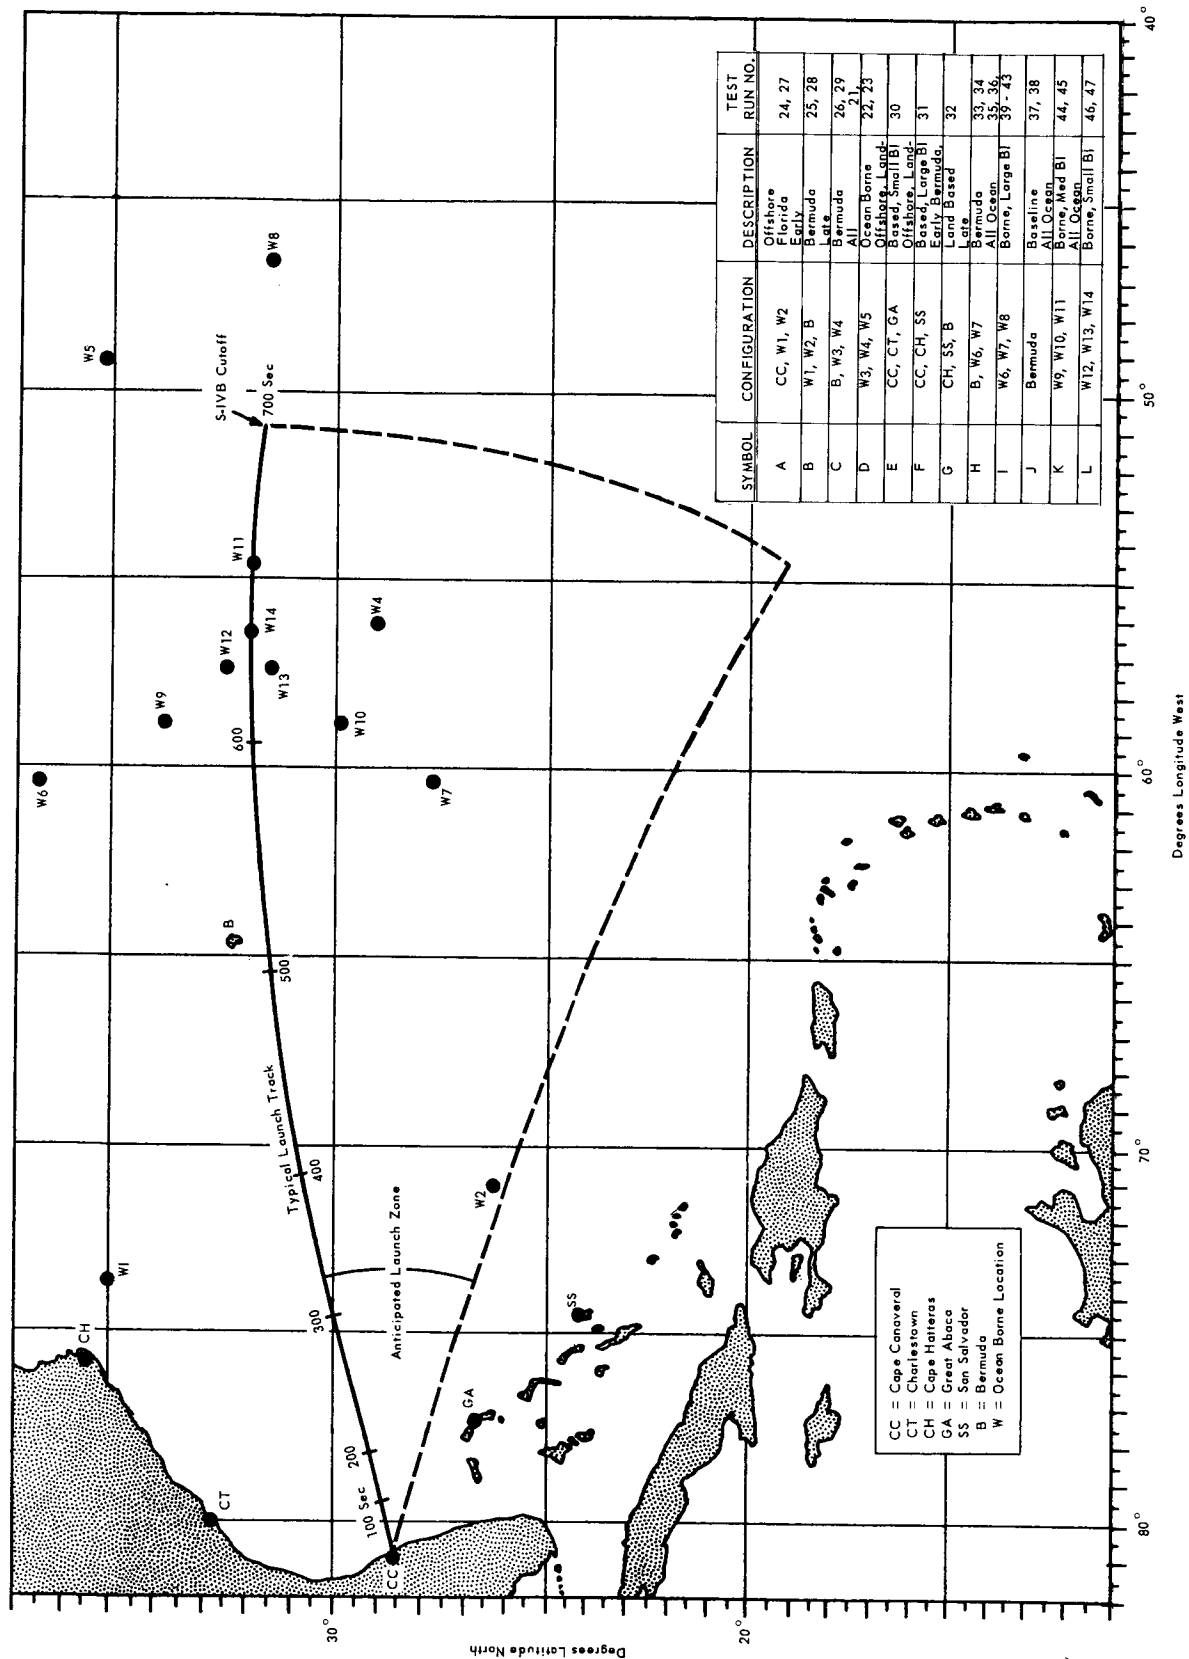 40°
50°
60°
70°
80°
Degrees Longitude West
30°
20°
Degrees Latitude North
W5
W8
S-IVB Cutoff
700 Sec
W11
W14
W12
W13
W4
W9
W10
600
W6
W7
B
500
Typical Launch Track
400
W2
Anticipated Launch Zone
W1
300
CH
SS
GA
200
100 Sec
CT
CC
SYMBOL CONFIGURATION DESCRIPTION TEST RUN NO.
A CC, W1, W2 Offshore Florida 24, 27
B W1, W2, B Early Bermuda 25, 28
C B, W3, W4 Late Bermuda 26, 29
D W3, W4, W5 All Ocean Borne 21, 22, 23
E CC, CT, GA Offshore, Land-Based, Small Bl 30
F CC, CH, SS Offshore, Land-Based, Large Bl 31
G CH, SS, B Early Bermuda, Land Based 32
H B, W6, W7 Late Bermuda 33, 34
I W6, W7, W8 All Ocean Borne, Large Bl 35, 36, 39 - 43
J Bermuda Baseline 37, 38
K W9, W10, W11 All Ocean Borne, Med Bl 44, 45
L W12, W13, W14 All Ocean Borne, Small Bl 46, 47
CC = Cape Canaveral
CT = Charlestown
CH = Cape Hatteras
GA = Great Abaca
SS = San Salvador
B = Bermuda
W = Ocean Borne Location